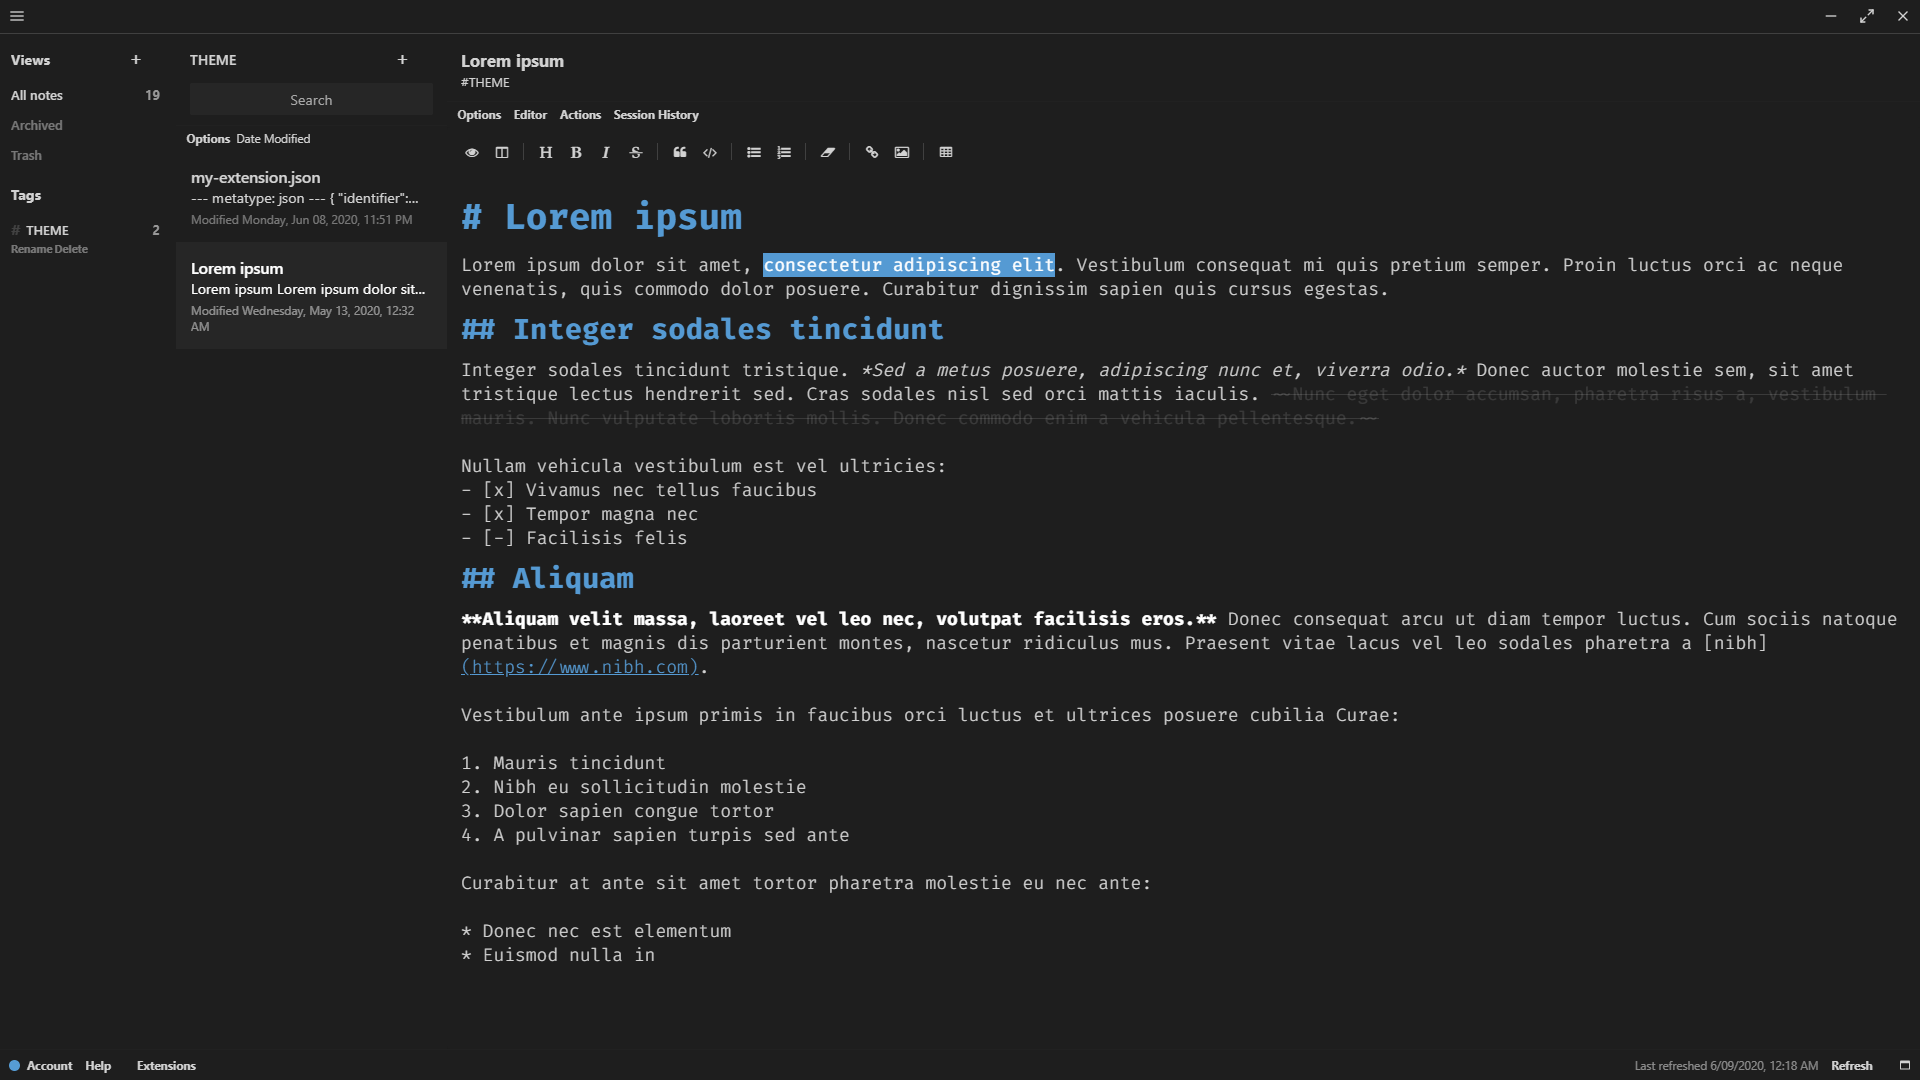 Views +
All notes 19
Archived
Trash
Tags
# THEME 2
Rename Delete
THEME +
Search
Options Date Modified
my-extension.json
--- metatype: json --- { "identifier":...
Modified Monday, Jun 08, 2020, 11:51 PM
Lorem ipsum
Lorem ipsum Lorem ipsum dolor sit...
Modified Wednesday, May 13, 2020, 12:32
AM
Lorem ipsum
#THEME
Options Editor Actions Session History
H B I S
# Lorem ipsum
Lorem ipsum dolor sit amet, consectetur adipiscing elit. Vestibulum consequat mi quis pretium semper. Proin luctus orci ac neque
venenatis, quis commodo dolor posuere. Curabitur dignissim sapien quis cursus egestas.
## Integer sodales tincidunt
Integer sodales tincidunt tristique. *Sed a metus posuere, adipiscing nunc et, viverra odio.* Donec auctor molestie sem, sit amet
tristique lectus hendrerit sed. Cras sodales nisl sed orci mattis iaculis. ~~Nunc eget dolor accumsan, pharetra risus a, vestibulum
mauris. Nunc vulputate lobortis mollis. Donec commodo enim a vehicula pellentesque.~~
Nullam vehicula vestibulum est vel ultricies:
- [x] Vivamus nec tellus faucibus
- [x] Tempor magna nec
- [-] Facilisis felis
## Aliquam
**Aliquam velit massa, laoreet vel leo nec, volutpat facilisis eros.** Donec consequat arcu ut diam tempor luctus. Cum sociis natoque
penatibus et magnis dis parturient montes, nascetur ridiculus mus. Praesent vitae lacus vel leo sodales pharetra a [nibh]
(https://www.nibh.com).
Vestibulum ante ipsum primis in faucibus orci luctus et ultrices posuere cubilia Curae:
1. Mauris tincidunt
2. Nibh eu sollicitudin molestie
3. Dolor sapien congue tortor
4. A pulvinar sapien turpis sed ante
Curabitur at ante sit amet tortor pharetra molestie eu nec ante:
* Donec nec est elementum
* Euismod nulla in
Account Help Extensions
Last refreshed 6/09/2020, 12:18 AM Refresh